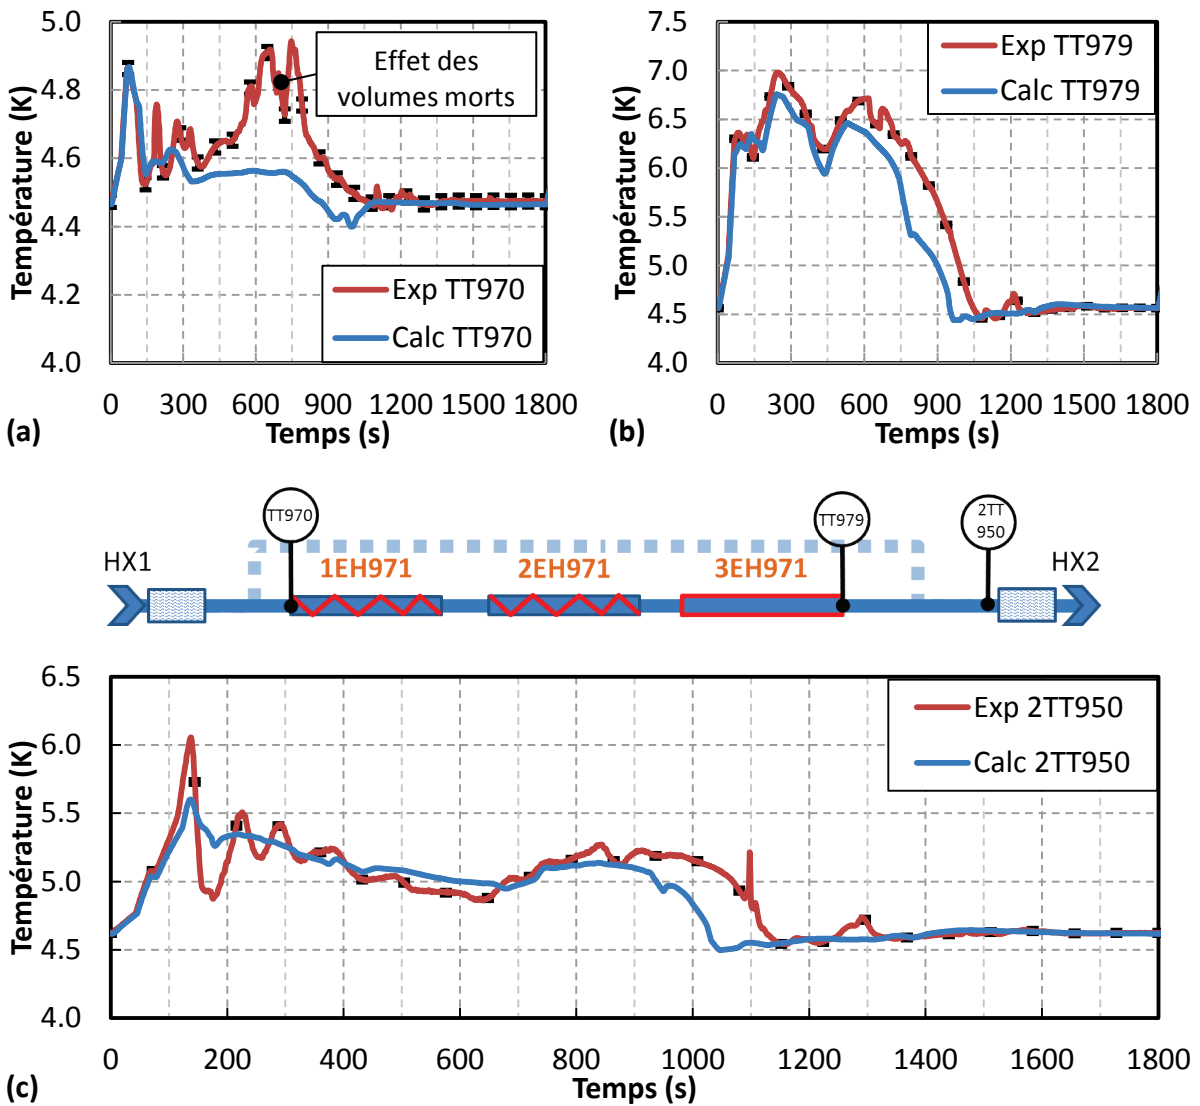 5.0
4.8
4.6
4.4
4.2
4.0
Température (K)
Effet des
volumes morts
Exp TT970
Calc TT970
0 300 600 900 1200 1500 1800
Temps (s)
(a)
7.5
7.0
6.5
6.0
5.5
5.0
4.5
4.0
Température (K)
Exp TT979
Calc TT979
0 300 600 900 1200 1500 1800
Temps (s)
(b)
TT970
TT979
2TT
950
HX1
1EH971
2EH971
3EH971
HX2
6.5
6.0
5.5
5.0
4.5
4.0
Température (K)
Exp 2TT950
Calc 2TT950
0 200 400 600 800 1000 1200 1400 1600 1800
Temps (s)
(c)